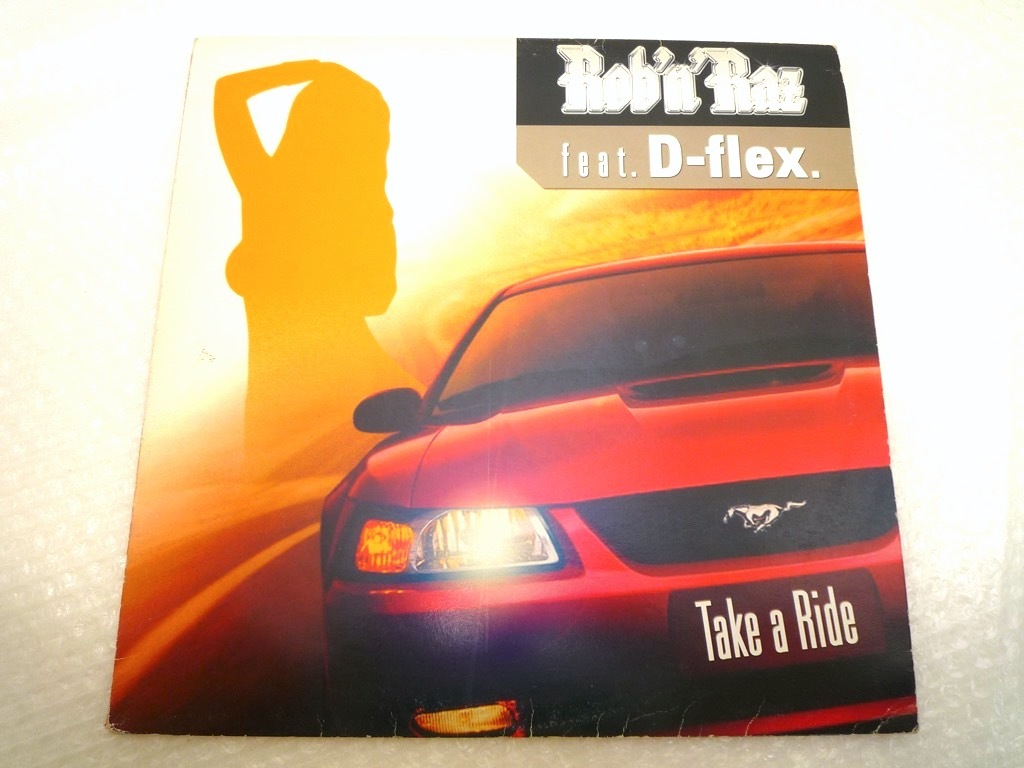 Rob'n'Raz
feat. D-flex.
Take a Ride